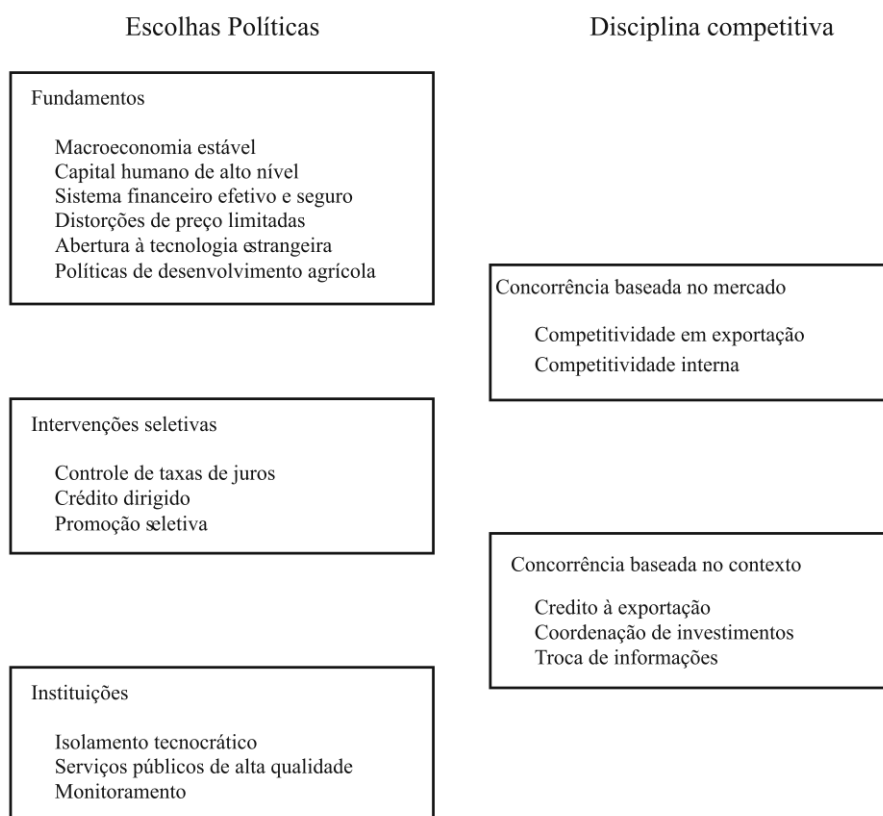 Escolhas Políticas
Fundamentos
Macroeconomia estável
Capital humano de alto nível
Sistema financeiro efetivo e seguro
Distorções de preço limitadas
Abertura à tecnologia estrangeira
Políticas de desenvolvimento agrícola
Intervenções seletivas
Controle de taxas de juros
Crédito dirigido
Promoção seletiva
Instituições
Isolamento tecnocrático
Serviços públicos de alta qualidade
Monitoramento
Disciplina competitiva
Concorrência baseada no mercado
Competitividade em exportação
Competitividade interna
Concorrência baseada no contexto
Credito à exportação
Coordenação de investimentos
Troca de informações